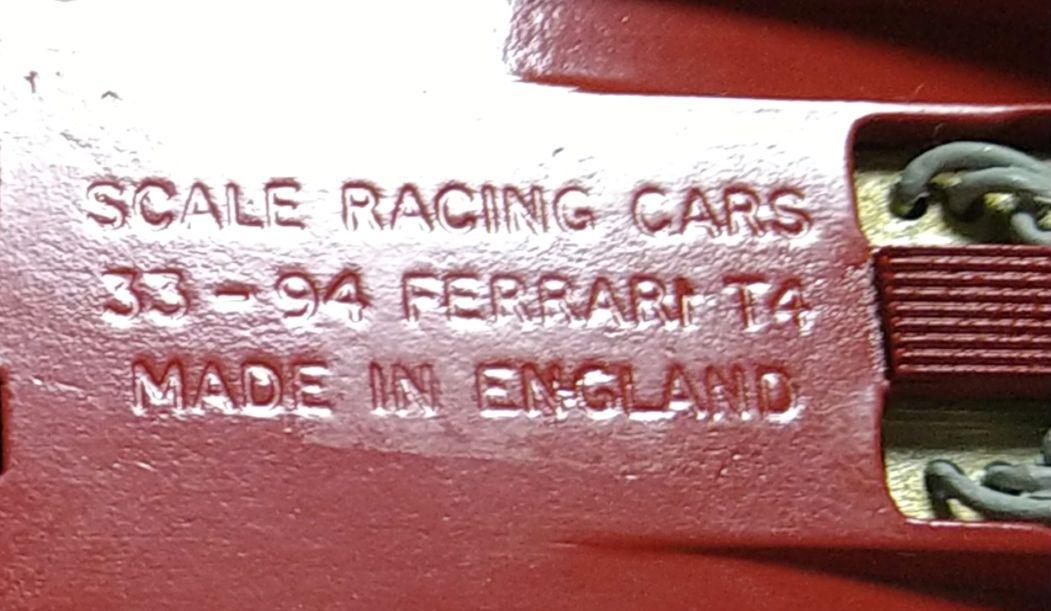 SCALE RACING CARS
33-94 FERRARI T4
MADE IN ENGLAND